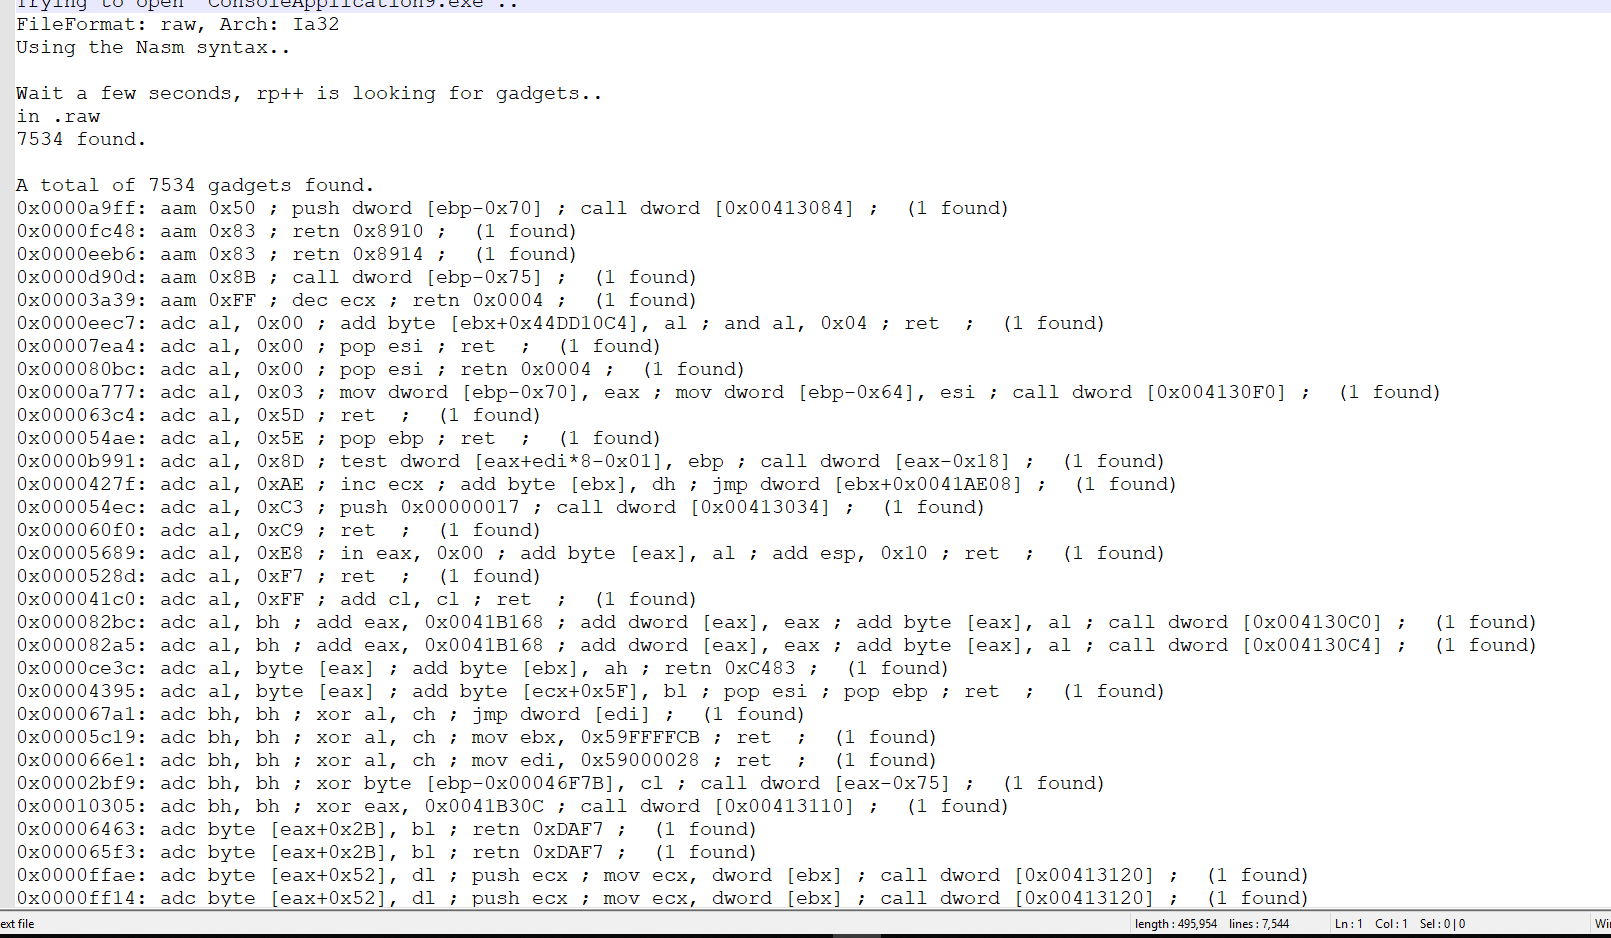 Trying to open 'ConsoleApplication9.exe'..
FileFormat: raw, Arch: Ia32
Using the Nasm syntax..
Wait a few seconds, rp++ is looking for gadgets..
in .raw
7534 found.
A total of 7534 gadgets found.
0x0000a9ff: aam 0x50 ; push dword [ebp-0x70] ; call dword [0x00413084] ;  (1 found)
0x0000fc48: aam 0x83 ; retn 0x8910 ;  (1 found)
0x0000eeb6: aam 0x83 ; retn 0x8914 ;  (1 found)
0x0000d90d: aam 0x8B ; call dword [ebp-0x75] ;  (1 found)
0x00003a39: aam 0xFF ; dec ecx ; retn 0x0004 ;  (1 found)
0x0000eec7: adc al, 0x00 ; add byte [ebx+0x44DD10C4], al ; and al, 0x04 ; ret  ;  (1 found)
0x00007ea4: adc al, 0x00 ; pop esi ; ret  ;  (1 found)
0x000080bc: adc al, 0x00 ; pop esi ; retn 0x0004 ;  (1 found)
0x0000a777: adc al, 0x03 ; mov dword [ebp-0x70], eax ; mov dword [ebp-0x64], esi ; call dword [0x004130F0] ;  (1 found)
0x000063c4: adc al, 0x5D ; ret  ;  (1 found)
0x000054ae: adc al, 0x5E ; pop ebp ; ret  ;  (1 found)
0x0000b991: adc al, 0x8D ; test dword [eax+edi*8-0x01], ebp ; call dword [eax-0x18] ;  (1 found)
0x0000427f: adc al, 0xAE ; inc ecx ; add byte [ebx], dh ; jmp dword [ebx+0x0041AE08] ;  (1 found)
0x000054ec: adc al, 0xC3 ; push 0x00000017 ; call dword [0x00413034] ;  (1 found)
0x000060f0: adc al, 0xC9 ; ret  ;  (1 found)
0x00005689: adc al, 0xE8 ; in eax, 0x00 ; add byte [eax], al ; add esp, 0x10 ; ret  ;  (1 found)
0x0000528d: adc al, 0xF7 ; ret  ;  (1 found)
0x000041c0: adc al, 0xFF ; add cl, cl ; ret  ;  (1 found)
0x000082bc: adc al, bh ; add eax, 0x0041B168 ; add dword [eax], eax ; add byte [eax], al ; call dword [0x004130C0] ;  (1 found)
0x000082a5: adc al, bh ; add eax, 0x0041B168 ; add dword [eax], eax ; add byte [eax], al ; call dword [0x004130C4] ;  (1 found)
0x0000ce3c: adc al, byte [eax] ; add byte [ebx], ah ; retn 0xC483 ;  (1 found)
0x00004395: adc al, byte [eax] ; add byte [ecx+0x5F], bl ; pop esi ; pop ebp ; ret  ;  (1 found)
0x000067a1: adc bh, bh ; xor al, ch ; jmp dword [edi] ;  (1 found)
0x00005c19: adc bh, bh ; xor al, ch ; mov ebx, 0x59FFFFCB ; ret  ;  (1 found)
0x000066e1: adc bh, bh ; xor al, ch ; mov edi, 0x59000028 ; ret  ;  (1 found)
0x00002bf9: adc bh, bh ; xor byte [ebp-0x00046F7B], cl ; call dword [eax-0x75] ;  (1 found)
0x00010305: adc bh, bh ; xor eax, 0x0041B30C ; call dword [0x00413110] ;  (1 found)
0x00006463: adc byte [eax+0x2B], bl ; retn 0xDAF7 ;  (1 found)
0x000065f3: adc byte [eax+0x2B], bl ; retn 0xDAF7 ;  (1 found)
0x0000ffae: adc byte [eax+0x52], dl ; push ecx ; mov ecx, dword [ebx] ; call dword [0x00413120] ;  (1 found)
0x0000ff14: adc byte [eax+0x52], dl ; push ecx ; mov ecx, dword [ebx] ; call dword [0x00413120] ;  (1 found)
ext file length : 495,954 lines : 7,544 Ln : 1 Col : 1 Sel : 0 | 0